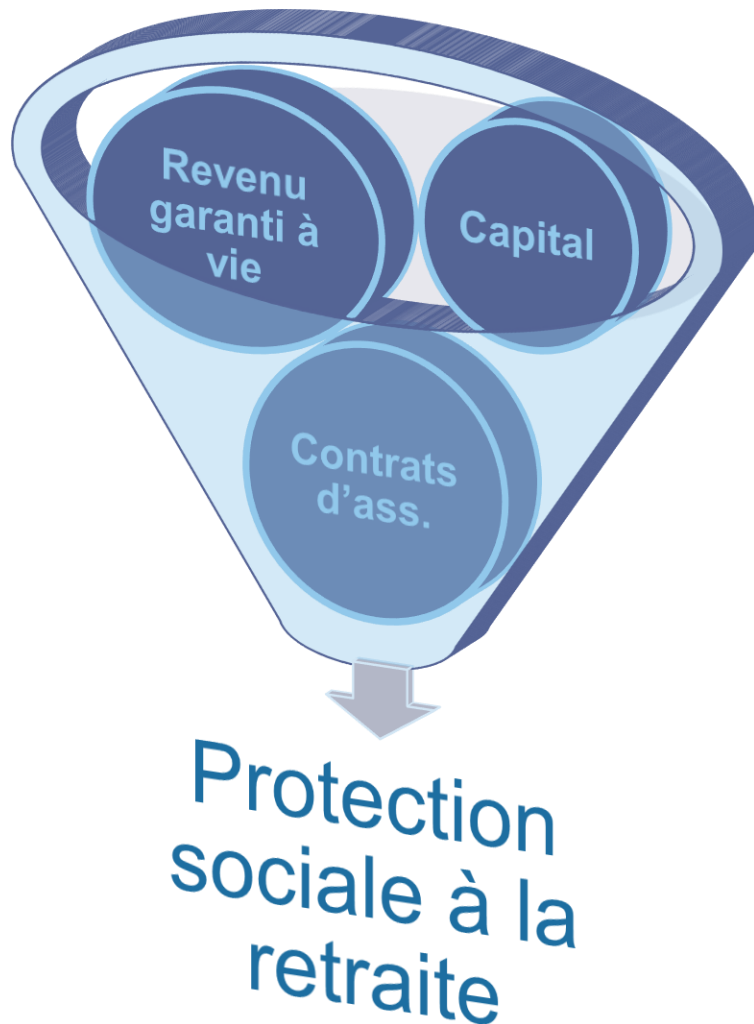 Revenu
garanti à
vie
Capital
Contrats
d’ass.
Protection
sociale à la
retraite